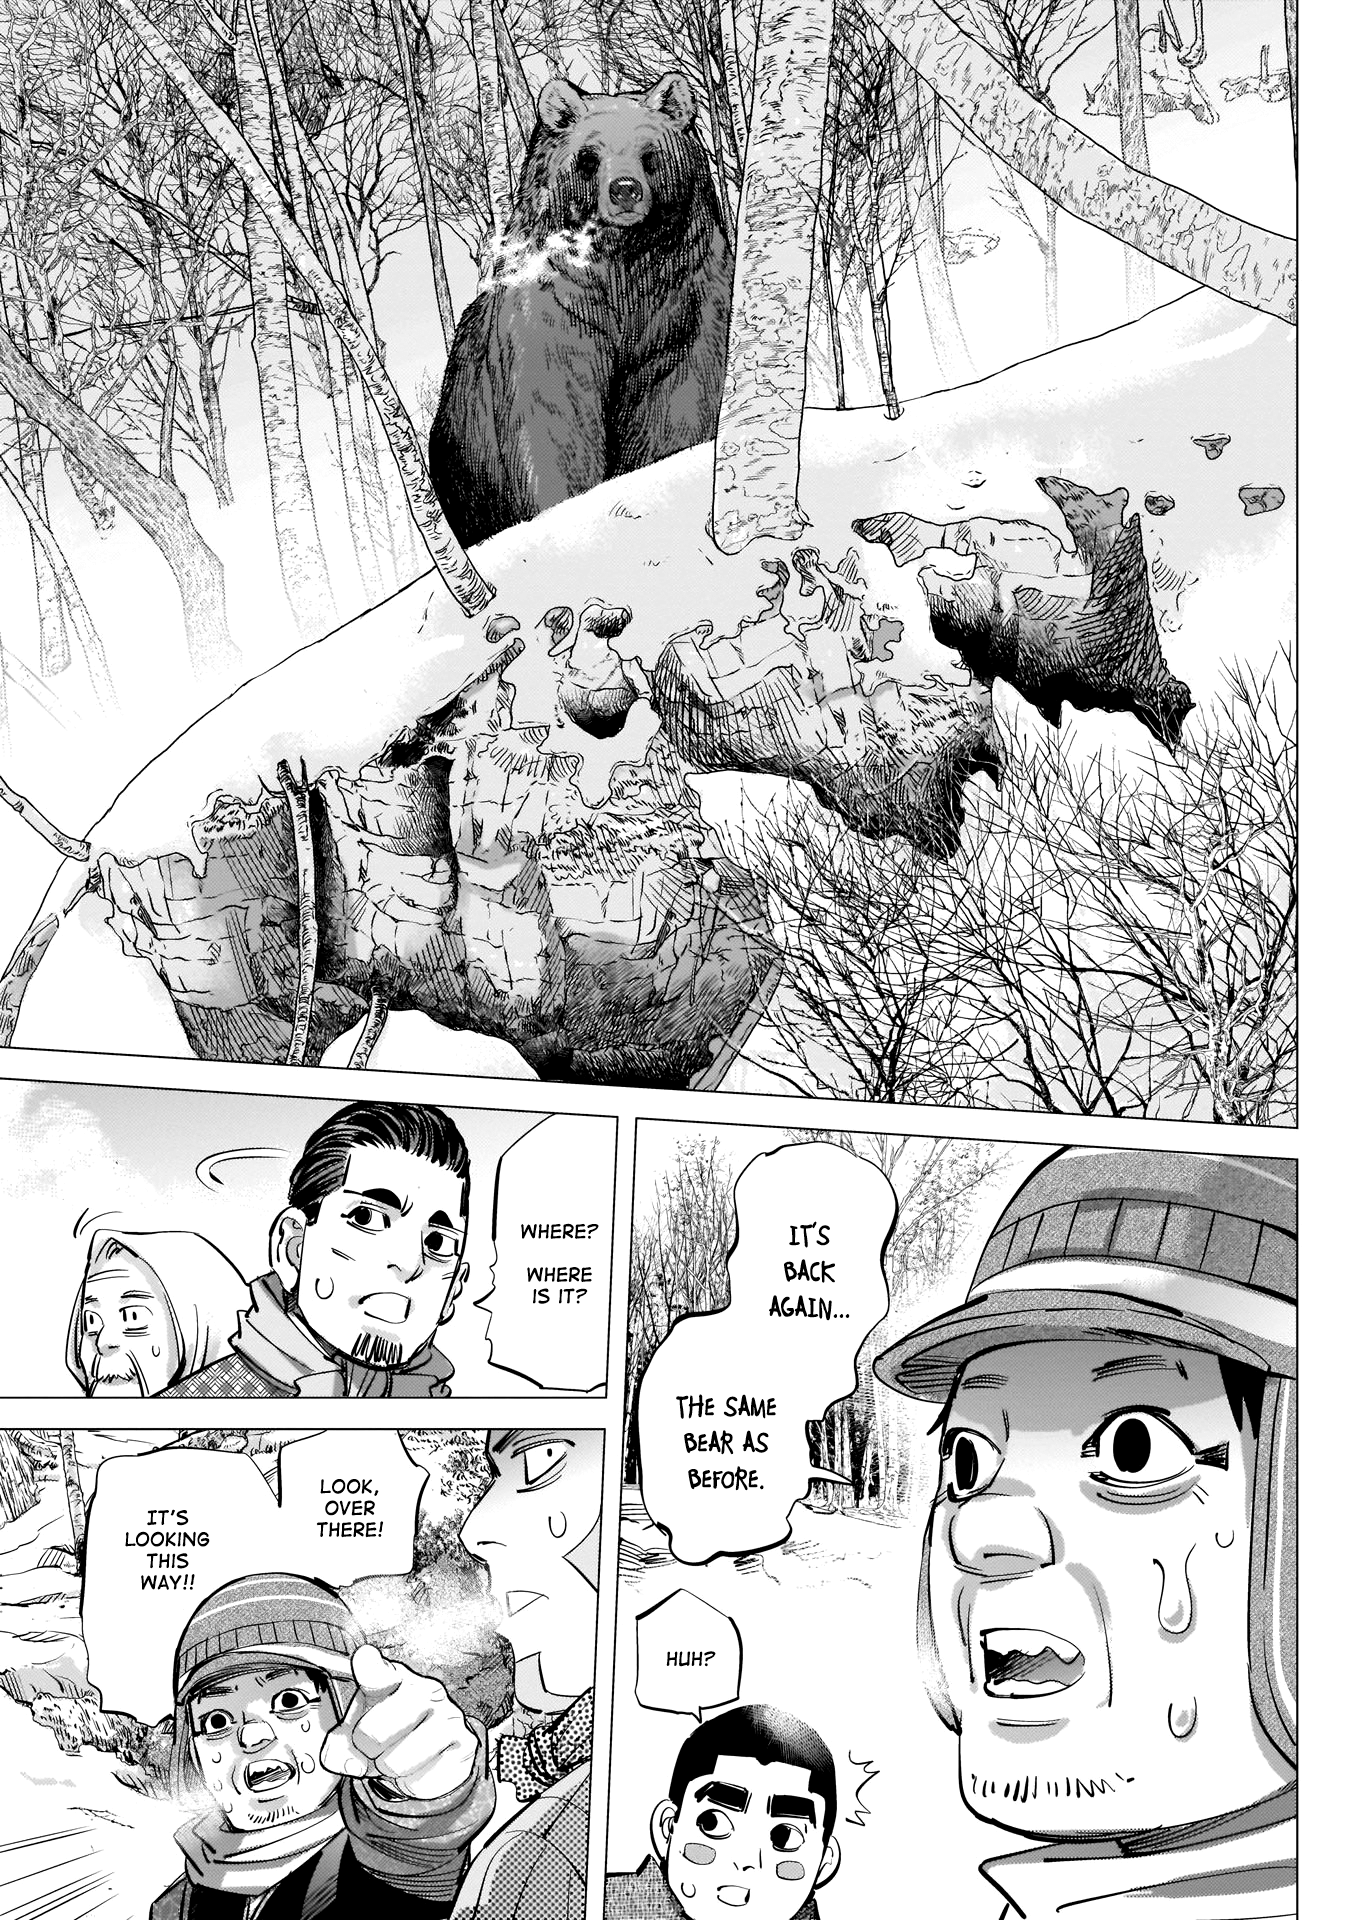 IT'S
BACK
AGAIN...
THE SAME
BEAR AS
BEFORE.
HUH?
WHERE?
WHERE
IS IT?
LOOK,
OVER
THERE!
IT'S
LOOKING
THIS
WAY!!